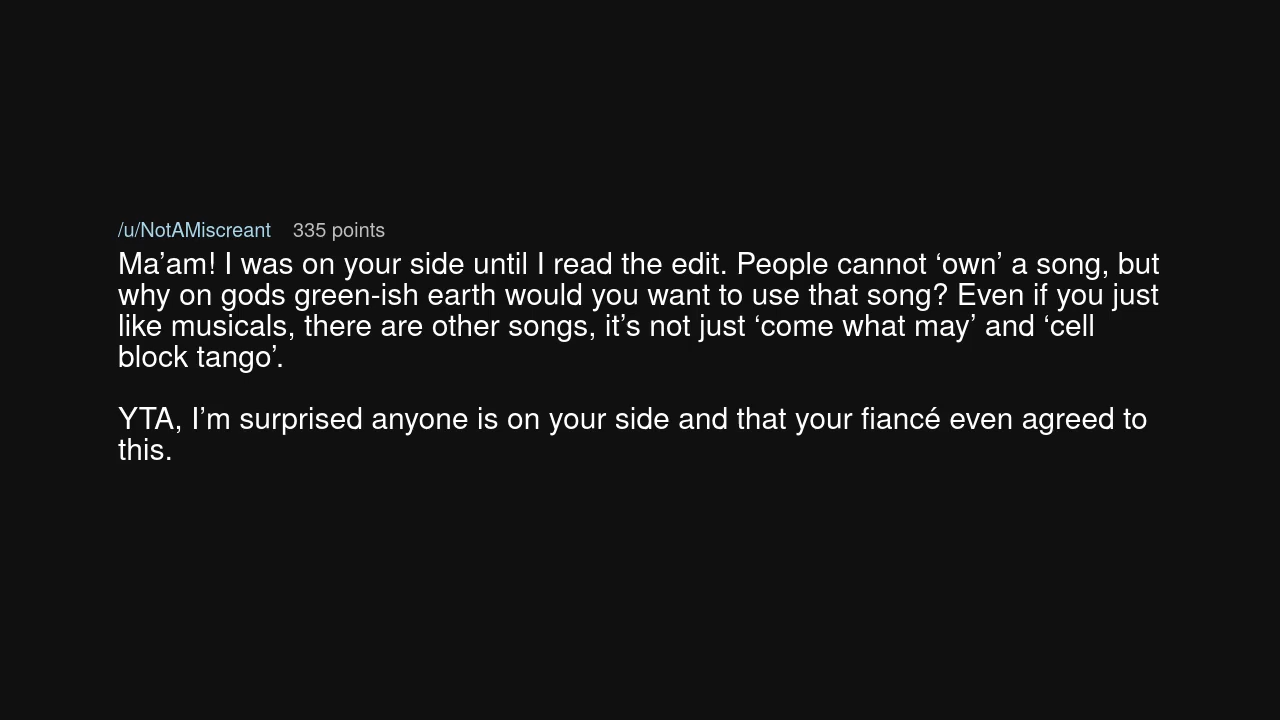 /u/NotAMiscreant 335 points
Ma’am! I was on your side until I read the edit. People cannot ‘own’ a song, but
why on gods green-ish earth would you want to use that song? Even if you just
like musicals, there are other songs, it’s not just ‘come what may’ and ‘cell
block tango’.
YTA, I’m surprised anyone is on your side and that your fiancé even agreed to
this.